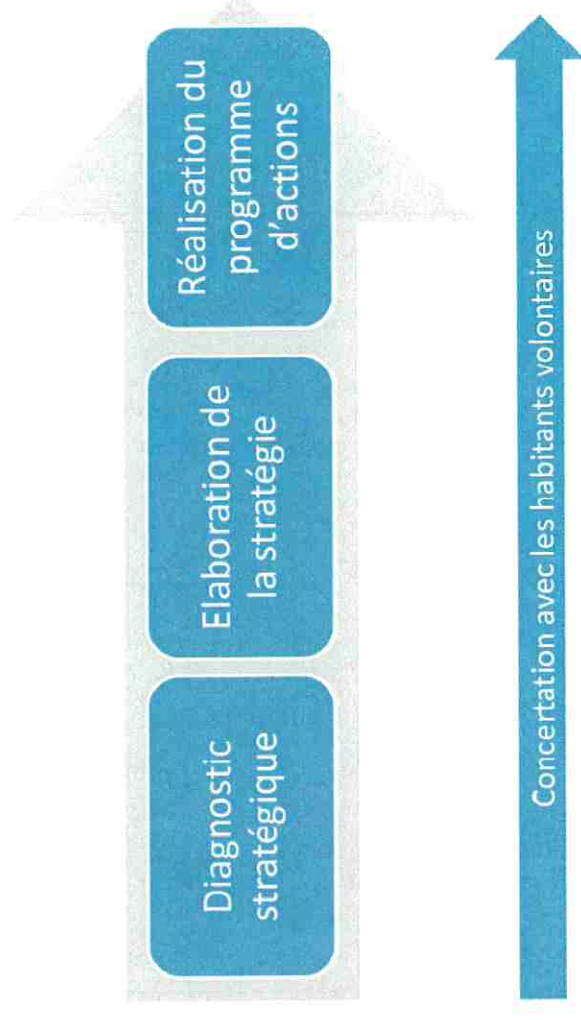 Diagnostic
stratégique
Elaboration de
la stratégie
Réalisation du
programme
d'actions
Concertation avec les habitants volontaires